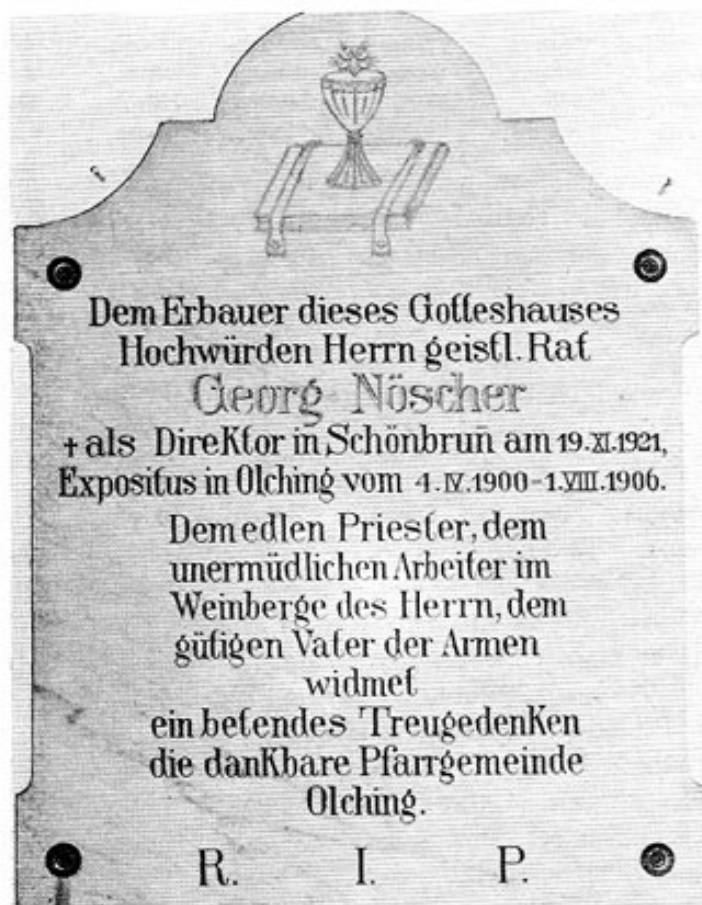 Dem Erbauer dieses Gotteshauses
Hochwürden Herrn geistl. Rat
Georg Nöscher
† als Direktor in Schönbrun̄ am 19.XI.1921,
Expositus in Olching vom 4.IV.1900-1.VIII.1906.
Dem edlen Priester, dem
unermüdlichen Arbeiter im
Weinberge des Herrn, dem
gütigen Vater der Armen
widmet
ein betendes Treugedenken
die dankbare Pfarrgemeinde
Olching.
R. I. P.